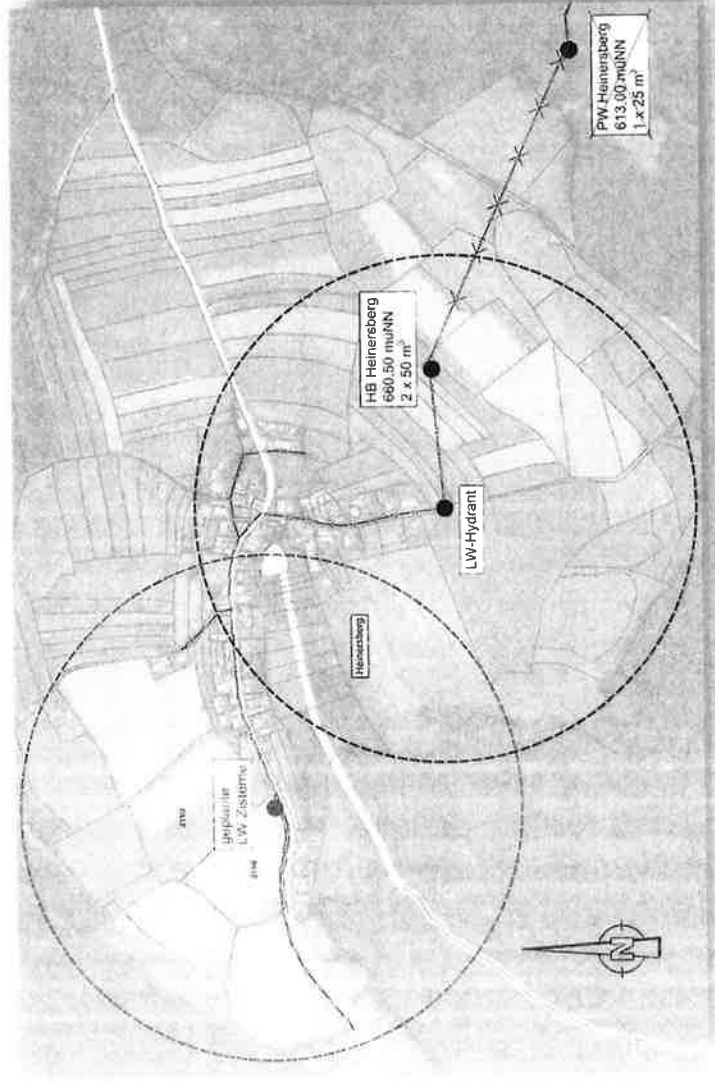 PW Heinersberg
613.00 müNN
1 x 25 m³
HB Heinersberg
660.50 müNN
2 x 50 m³
LW-Hydrant
Heinersberg
geplante
LW Zisterne
N